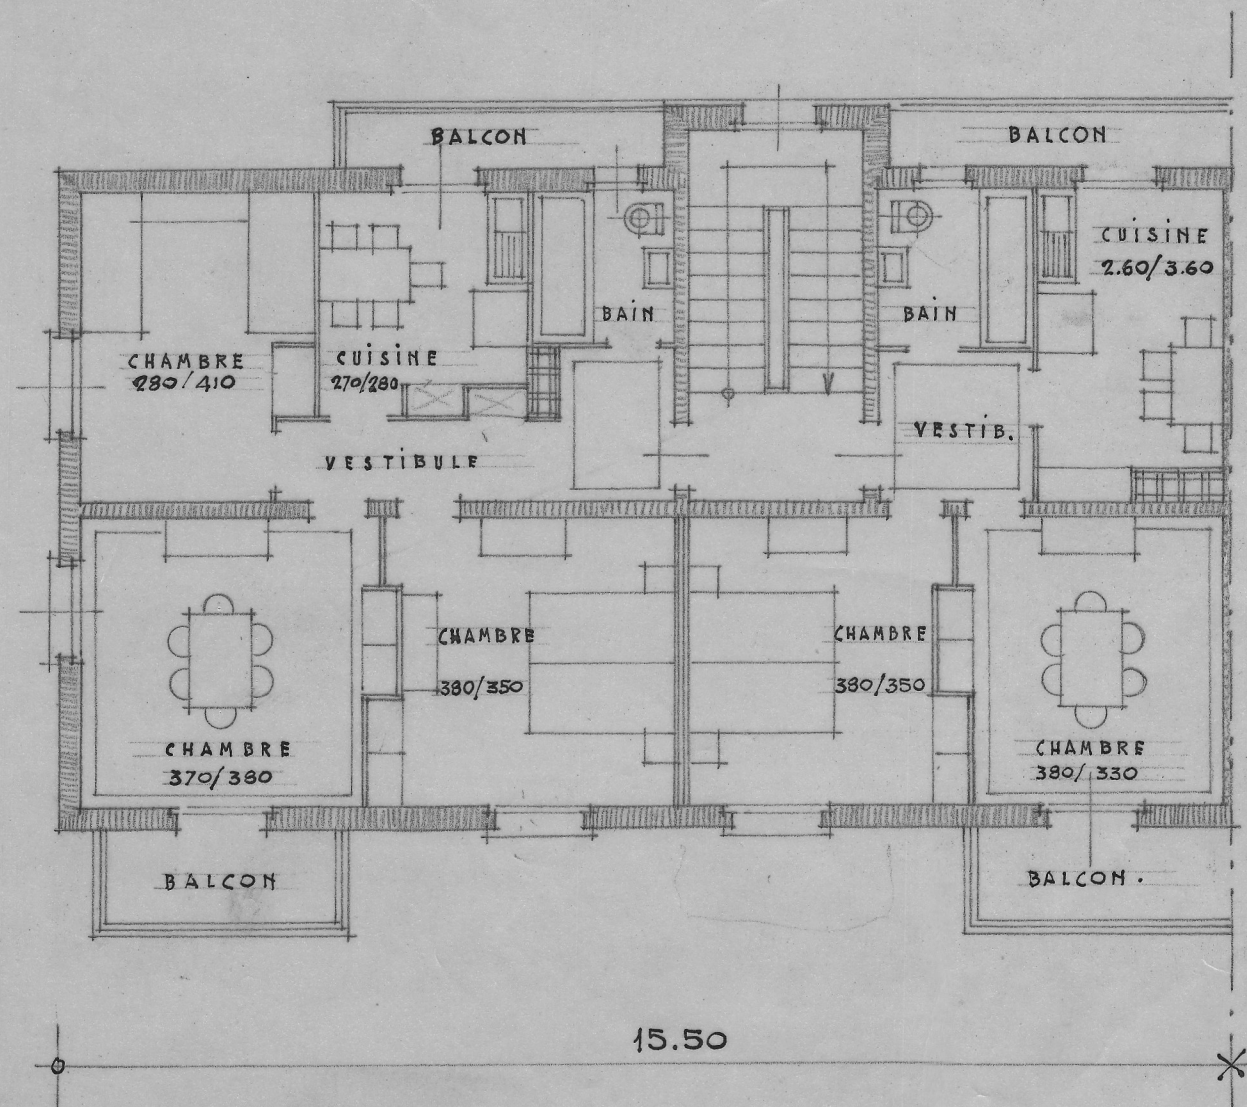 BALCON
BALCON
CUISINE
2.60/3.60
BAIN
BAIN
CHAMBRE
280/410
CUISINE
270/280
VESTIB.
VESTIBULE
CHAMBRE
380/350
CHAMBRE
380/350
CHAMBRE
370/380
CHAMBRE
380/330
BALCON
BALCON.
15.50